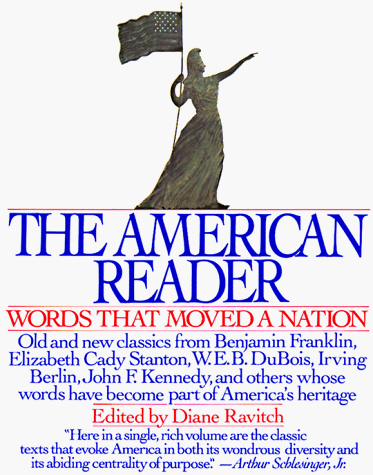 THE AMERICAN
READER
WORDS THAT MOVED A NATION
Old and new classics from Benjamin Franklin,
Elizabeth Cady Stanton, W.E.B. DuBois, Irving
Berlin, John F. Kennedy, and others whose
words have become part of America's heritage
Edited by Diane Ravitch
"Here in a single, rich volume are the classic
texts that evoke America in both its wondrous diversity and
its abiding centrality of purpose." —Arthur Schlesinger, Jr.